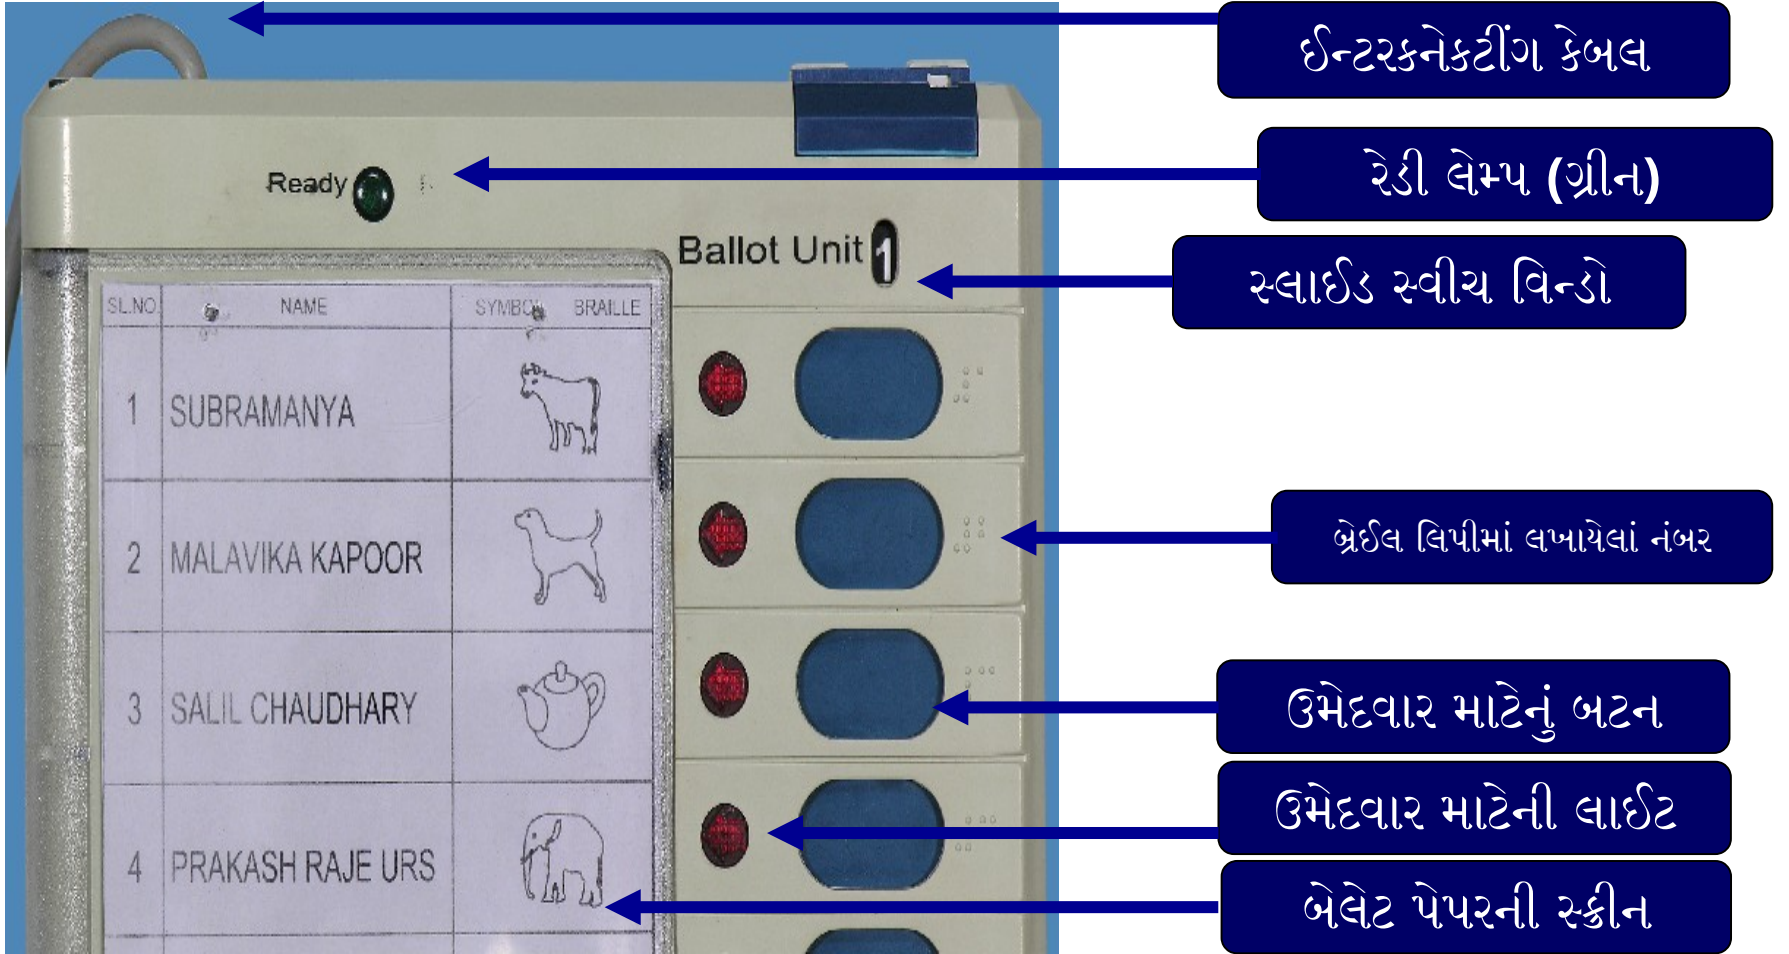 ઈન્ટરકનેકટીંગ કેબલ
રેડી લેમ્પ (ગ્રીન)
Ready
Ballot Unit 1
સ્લાઈડ સ્વીચ વિન્ડો
SL.NO. NAME SYMBOL BRAILLE
1 SUBRAMANYA
2 MALAVIKA KAPOOR
બ્રેઈલ લિપીમાં લખાયેલાં નંબર
3 SALIL CHAUDHARY
ઉમેદવાર માટેનું બટન
ઉમેદવાર માટેની લાઈટ
4 PRAKASH RAJE URS
બેલેટ પેપરની સ્ક્રીન